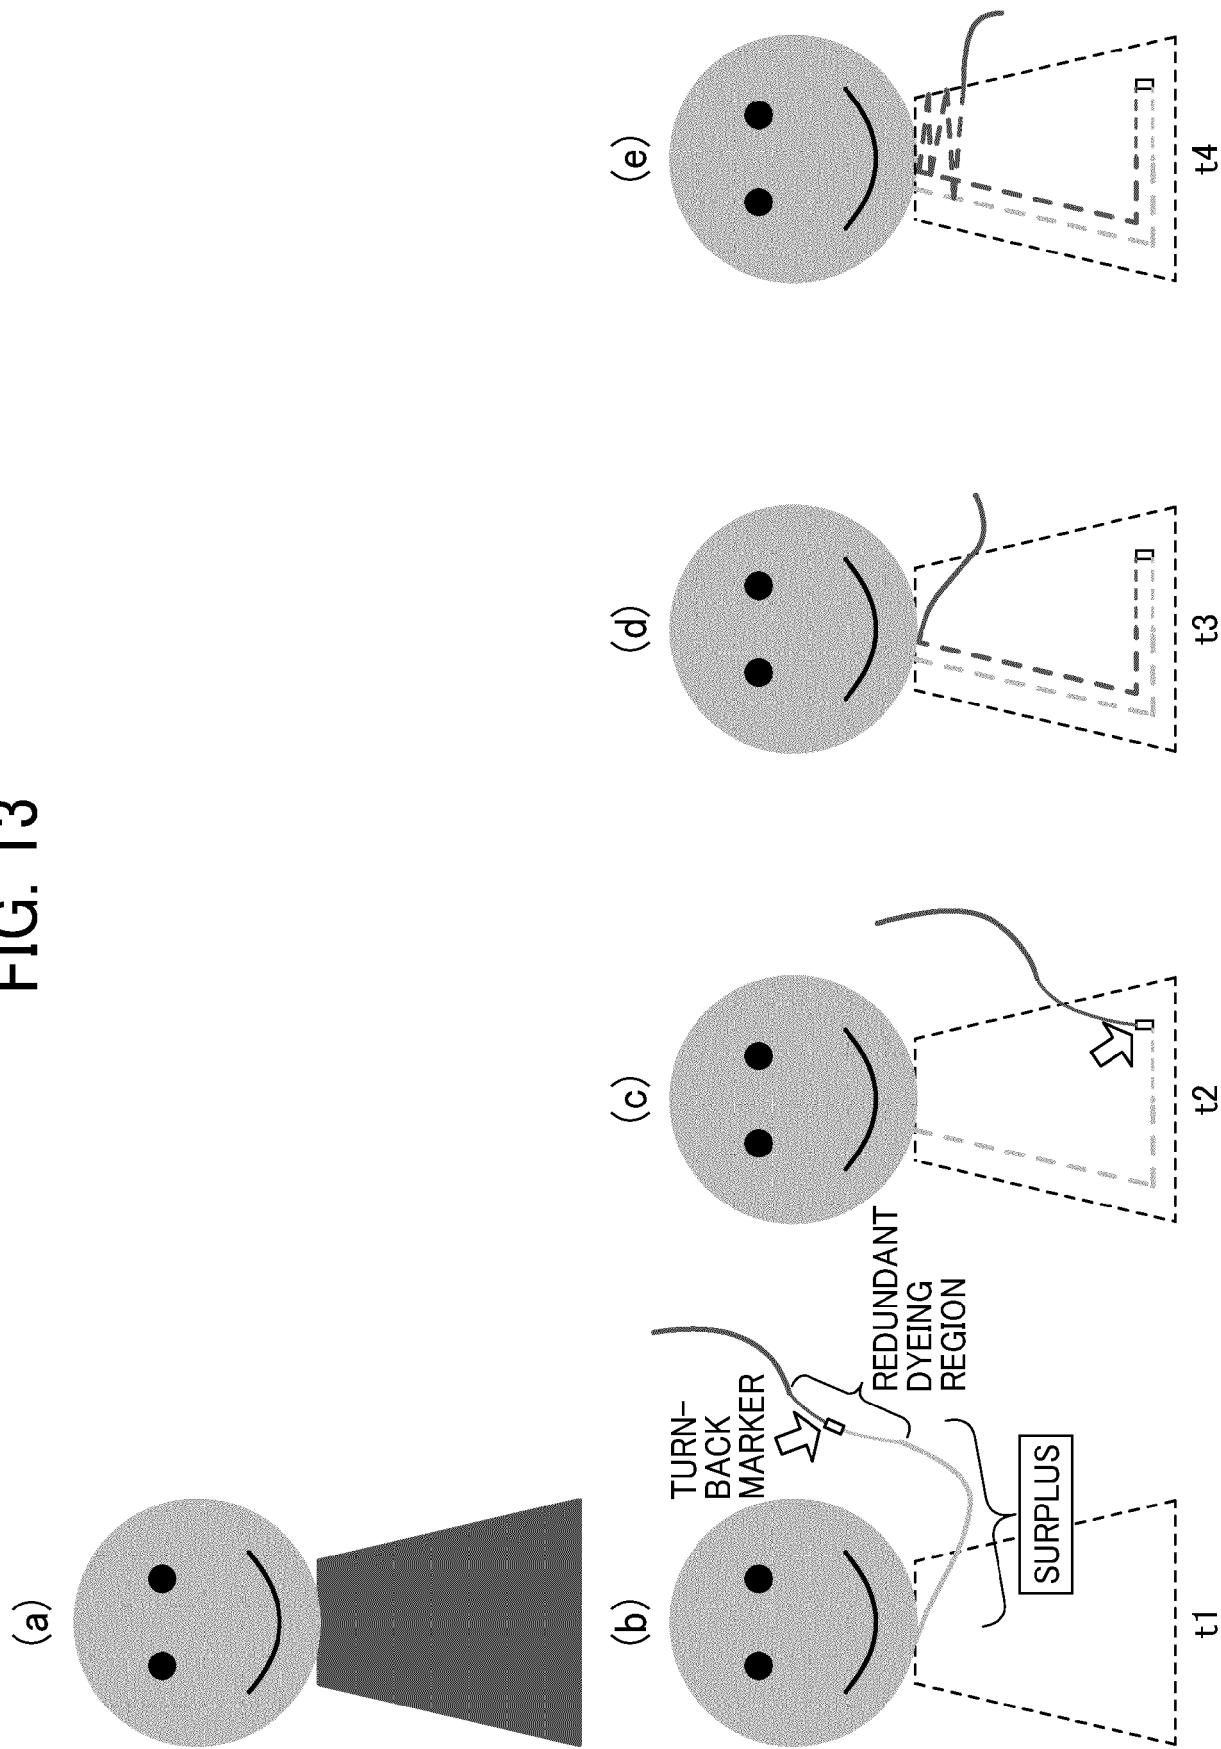 FIG. 13
(a)
(b)
(c)
(d)
(e)
TURN-
BACK
MARKER
REDUNDANT
DYEING
REGION
SURPLUS
t1
t2
t3
t4